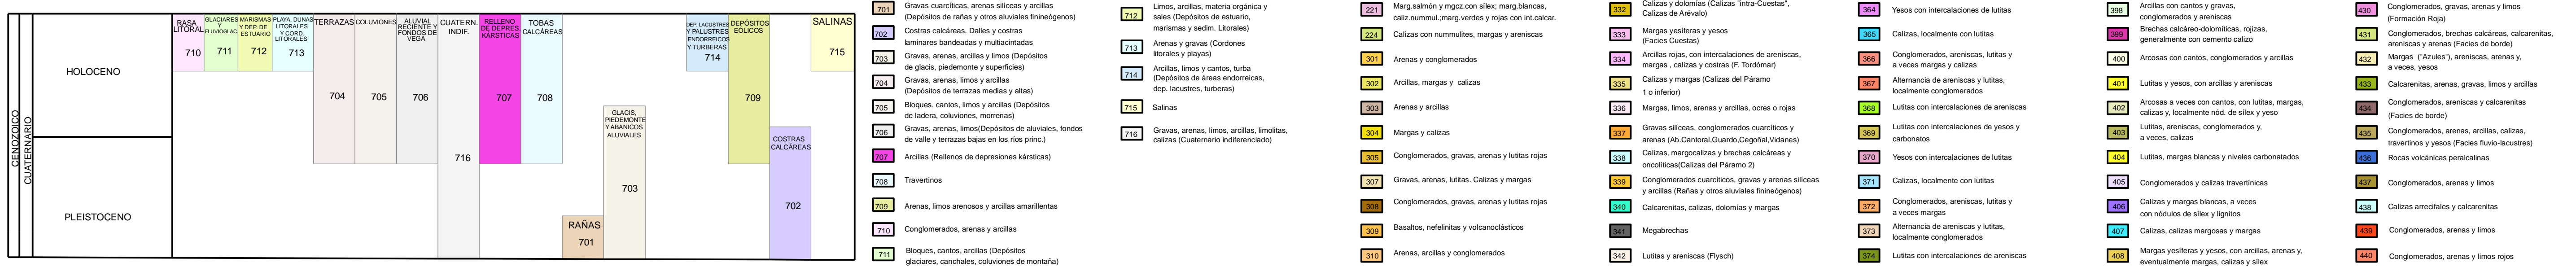 CENOZOICO
CUATERNARIO
HOLOCENO
PLEISTOCENO
RASA
LITORAL
710
GLACIARES
Y
FLUVIOGLAC.
711
MARISMAS
Y DEP. DE
ESTUARIO
712
PLAYA, DUNAS
LITORALES
Y CORD.
LITORALES
713
TERRAZAS
704
COLUVIONES
705
ALUVIAL
RECIENTE Y
FONDOS DE
VEGA
706
CUATERN.
INDIF.
716
RELLENO
DE DEPRES.
KÁRSTICAS
707
TOBAS
CALCÁREAS
708
RAÑAS
701
GLACIS,
PIEDEMONTE
Y ABANICOS
ALUVIALES
703
DEP. LACUSTRES
Y PALUSTRES
ENDORREICOS
Y TURBERAS
714
DEPÓSITOS
EÓLICOS
709
COSTRAS
CALCÁREAS
702
SALINAS
715
701 Gravas cuarcíticas, arenas silíceas y arcillas
(Depósitos de rañas y otros aluviales finineógenos)
702 Costras calcáreas. Dalles y costras
laminares bandeadas y multiacintadas
703 Gravas, arenas, arcillas y limos (Depósitos
de glacis, piedemonte y superficies)
704 Gravas, arenas, limos y arcillas
(Depósitos de terrazas medias y altas)
705 Bloques, cantos, limos y arcillas (Depósitos
de ladera, coluviones, morrenas)
706 Gravas, arenas, limos(Depósitos de aluviales, fondos
de valle y terrazas bajas en los ríos princ.)
707 Arcillas (Rellenos de depresiones kársticas)
708 Travertinos
709 Arenas, limos arenosos y arcillas amarillentas
710 Conglomerados, arenas y arcillas
711 Bloques, cantos, arcillas (Depósitos
glaciares, canchales, coluviones de montaña)
712 Limos, arcillas, materia orgánica y
sales (Depósitos de estuario,
marismas y sedim. Litorales)
713 Arenas y gravas (Cordones
litorales y playas)
714 Arcillas, limos y cantos, turba
(Depósitos de áreas endorreicas,
dep. lacustres, turberas)
715 Salinas
716 Gravas, arenas, limos, arcillas, limolitas,
calizas (Cuaternario indiferenciado)
221 Marg.salmón y mgcz.con sílex; marg.blancas,
caliz.nummul.;marg.verdes y rojas con int.calcar.
224 Calizas con nummulites, margas y areniscas
301 Arenas y conglomerados
302 Arcillas, margas y calizas
303 Arenas y arcillas
304 Margas y calizas
305 Conglomerados, gravas, arenas y lutitas rojas
307 Gravas, arenas, lutitas. Calizas y margas
308 Conglomerados, gravas, arenas y lutitas rojas
309 Basaltos, nefelinitas y volcanoclásticos
310 Arenas, arcillas y conglomerados
332 Calizas y dolomías (Calizas "intra-Cuestas",
Calizas de Arévalo)
333 Margas yesíferas y yesos
(Facies Cuestas)
334 Arcillas rojas, con intercalaciones de areniscas,
margas , calizas y costras (F. Tordómar)
335 Calizas y margas (Calizas del Páramo
1 o inferior)
336 Margas, limos, arenas y arcillas, ocres o rojas
337 Gravas silíceas, conglomerados cuarcíticos y
arenas (Ab.Cantoral,Guardo,Cegoñal,Vidanes)
338 Calizas, margocalizas y brechas calcáreas y
oncolíticas(Calizas del Páramo 2)
339 Conglomerados cuarcíticos, gravas y arenas silíceas
y arcillas (Rañas y otros aluviales finineógenos)
340 Calcarenitas, calizas, dolomías y margas
341 Megabrechas
342 Lutitas y areniscas (Flysch)
364 Yesos con intercalaciones de lutitas
365 Calizas, localmente con lutitas
366 Conglomerados, areniscas, lutitas y
a veces margas y calizas
367 Alternancia de areniscas y lutitas,
localmente conglomerados
368 Lutitas con intercalaciones de areniscas
369 Lutitas con intercalaciones de yesos y
carbonatos
370 Yesos con intercalaciones de lutitas
371 Calizas, localmente con lutitas
372 Conglomerados, areniscas, lutitas y
a veces margas
373 Alternancia de areniscas y lutitas,
localmente conglomerados
374 Lutitas con intercalaciones de areniscas
398 Arcillas con cantos y gravas,
conglomerados y areniscas
399 Brechas calcáreo-dolomíticas, rojizas,
generalmente con cemento calizo
400 Arcosas con cantos, conglomerados y arcillas
401 Lutitas y yesos, con arcillas y areniscas
402 Arcosas a veces con cantos, con lutitas, margas,
calizas y, localmente nód. de sílex y yeso
403 Lutitas, areniscas, conglomerados y,
a veces, calizas
404 Lutitas, margas blancas y niveles carbonatados
405 Conglomerados y calizas travertínicas
406 Calizas y margas blancas, a veces
con nódulos de sílex y lignitos
407 Calizas, calizas margosas y margas
408 Margas yesíferas y yesos, con arcillas, arenas y,
eventualmente margas, calizas y sílex
430 Conglomerados, gravas, arenas y limos
(Formación Roja)
431 Conglomerados, brechas calcáreas, calcarenitas,
areniscas y arenas (Facies de borde)
432 Margas ("Azules"), areniscas, arenas y,
a veces, yesos
433 Calcarenitas, arenas, gravas, limos y arcillas
434 Conglomerados, areniscas y calcarenitas
(Facies de borde)
435 Conglomerados, arenas, arcillas, calizas,
travertinos y yesos (Facies fluvio-lacustres)
436 Rocas volcánicas peralcalinas
437 Conglomerados, arenas y limos
438 Calizas arrecifales y calcarenitas
439 Conglomerados, arenas y limos
440 Conglomerados, arenas y limos rojos